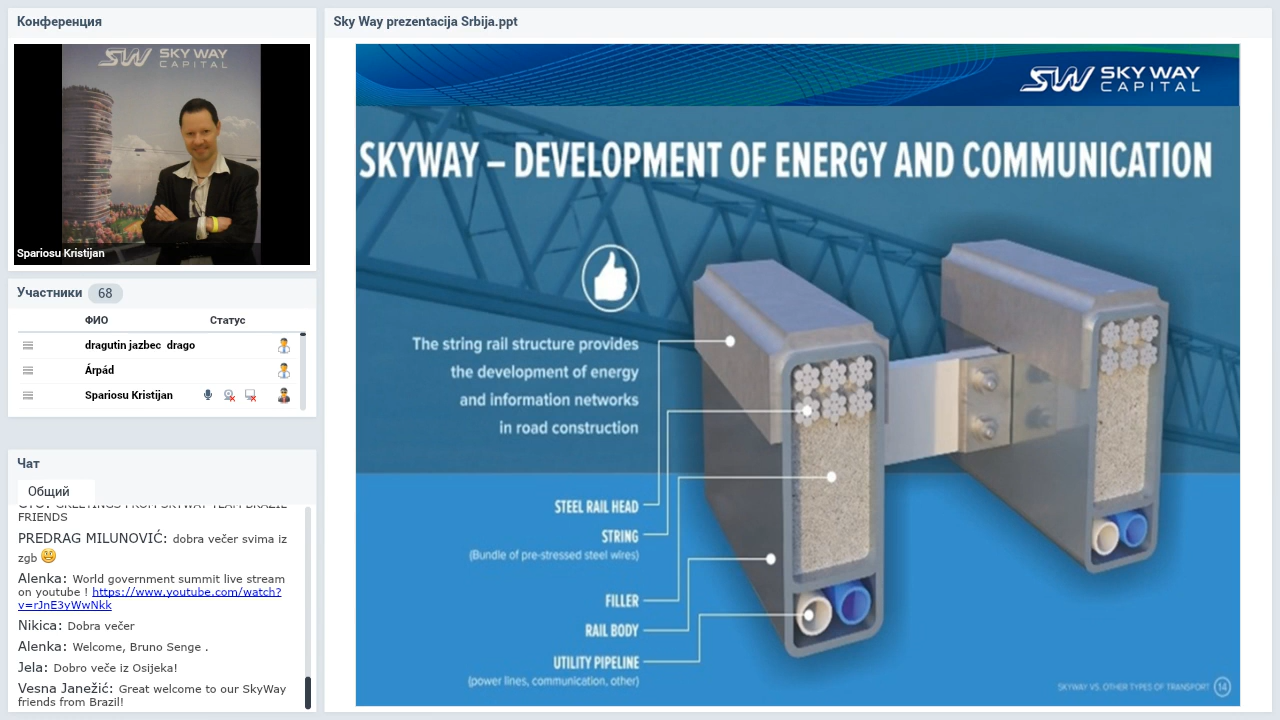 Конференция
SKY WAY
CAPITAL
Spariosu Kristijan
Участники 68
ФИО Статус
dragutin jazbec drago
Árpád
Spariosu Kristijan
Чат
Общий
GREETINGS FROM SKYWAY TEAM BRAZIL
FRIENDS
PREDRAG MILUNOVIĆ: dobra večer svima iz
zgb
Alenka: World government summit live stream
on youtube ! https://www.youtube.com/watch?
v=rJnE3yWwNkk
Nikica: Dobra večer
Alenka: Welcome, Bruno Senge .
Jela: Dobro veče iz Osijeka!
Vesna Janežić: Great welcome to our SkyWay
friends from Brazil!
Sky Way prezentacija Srbija.ppt
SW SKY WAY
CAPITAL
SKYWAY – DEVELOPMENT OF ENERGY AND COMMUNICATION
The string rail structure provides
the development of energy
and information networks
in road construction
STEEL RAIL HEAD
STRING
(Bundle of pre-stressed steel wires)
FILLER
RAIL BODY
UTILITY PIPELINE
(power lines, communication, other)
SKYWAY VS. OTHER TYPES OF TRANSPORT 14